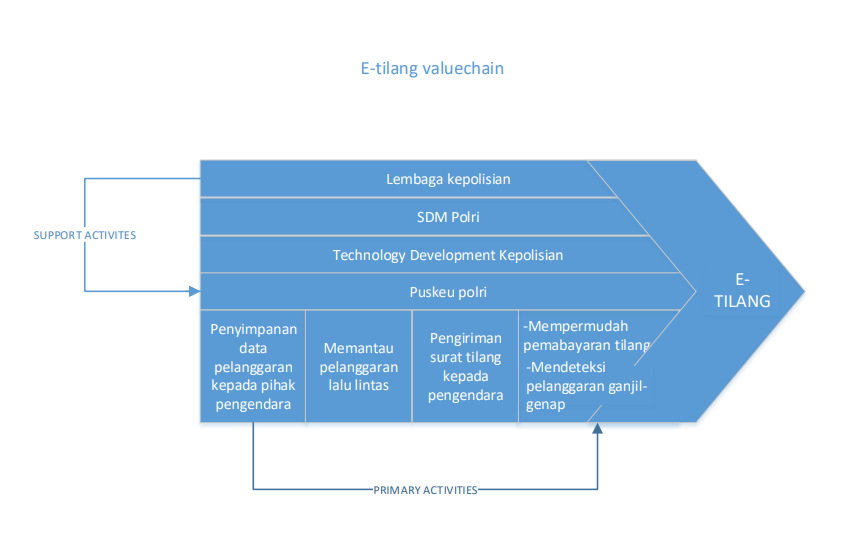 E-tilang valuechain
Lembaga kepolisian
SDM Polri
SUPPORT ACTIVITES
Technology Development Kepolisian
Puskeu polri
E-
TILANG
Penyimpanan
data
pelanggaran
kepada pihak
pengendara
Memantau
pelanggaran
lalu lintas
Pengiriman
surat tilang
kepada
pengendara
-Mempermudah
pemabayaran tilang
-Mendeteksi
pelanggaran ganjil-
genap
PRIMARY ACTIVITIES